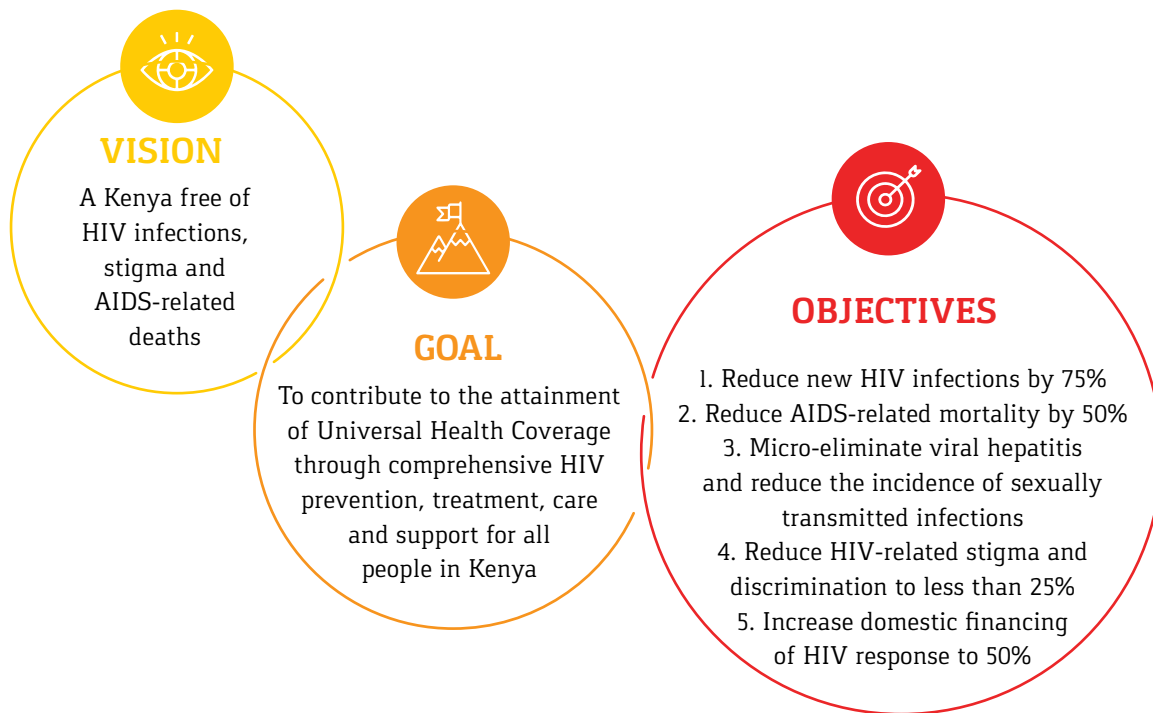 VISION
A Kenya free of
HIV infections,
stigma and
AIDS-related
deaths
GOAL
To contribute to the attainment
of Universal Health Coverage
through comprehensive HIV
prevention, treatment, care
and support for all
people in Kenya
OBJECTIVES
1. Reduce new HIV infections by 75%
2. Reduce AIDS-related mortality by 50%
3. Micro-eliminate viral hepatitis
and reduce the incidence of sexually
transmitted infections
4. Reduce HIV-related stigma and
discrimination to less than 25%
5. Increase domestic financing
of HIV response to 50%